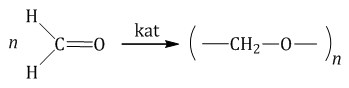 H
n C=O kat (—CH₂—O—)ₙ
H